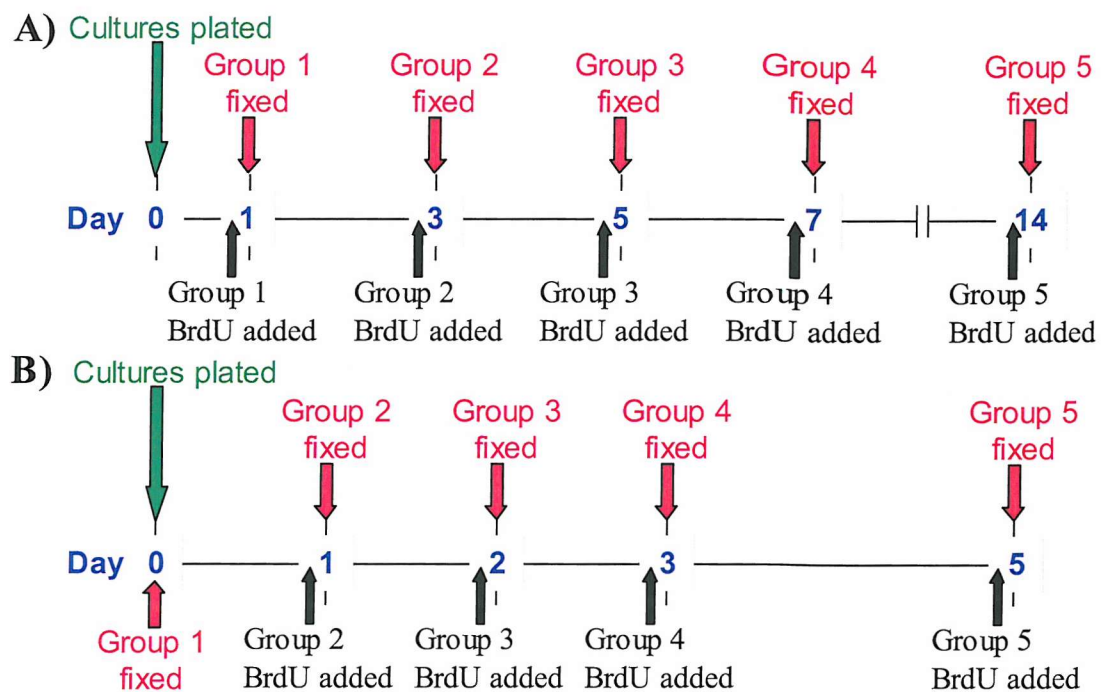 A) Cultures plated
Group 1 Group 2 Group 3 Group 4 Group 5
fixed fixed fixed fixed fixed
Day 0 1 3 5 7 14
Group 1 Group 2 Group 3 Group 4 Group 5
BrdU added BrdU added BrdU added BrdU added BrdU added
B) Cultures plated
Group 2 Group 3 Group 4 Group 5
fixed fixed fixed fixed
Day 0 1 2 3 5
Group 1 Group 2 Group 3 Group 4 Group 5
fixed BrdU added BrdU added BrdU added BrdU added